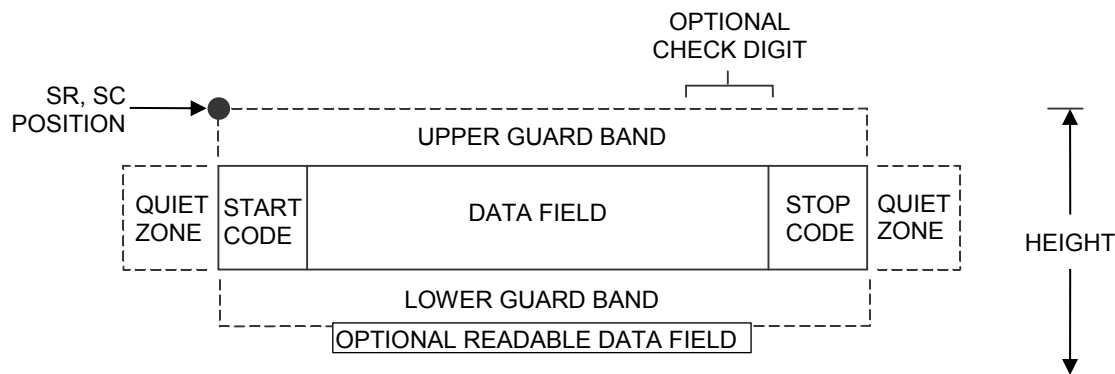 OPTIONAL
CHECK DIGIT
SR, SC
POSITION
UPPER GUARD BAND
QUIET
ZONE
START
CODE
DATA FIELD
STOP
CODE
QUIET
ZONE
HEIGHT
LOWER GUARD BAND
OPTIONAL READABLE DATA FIELD